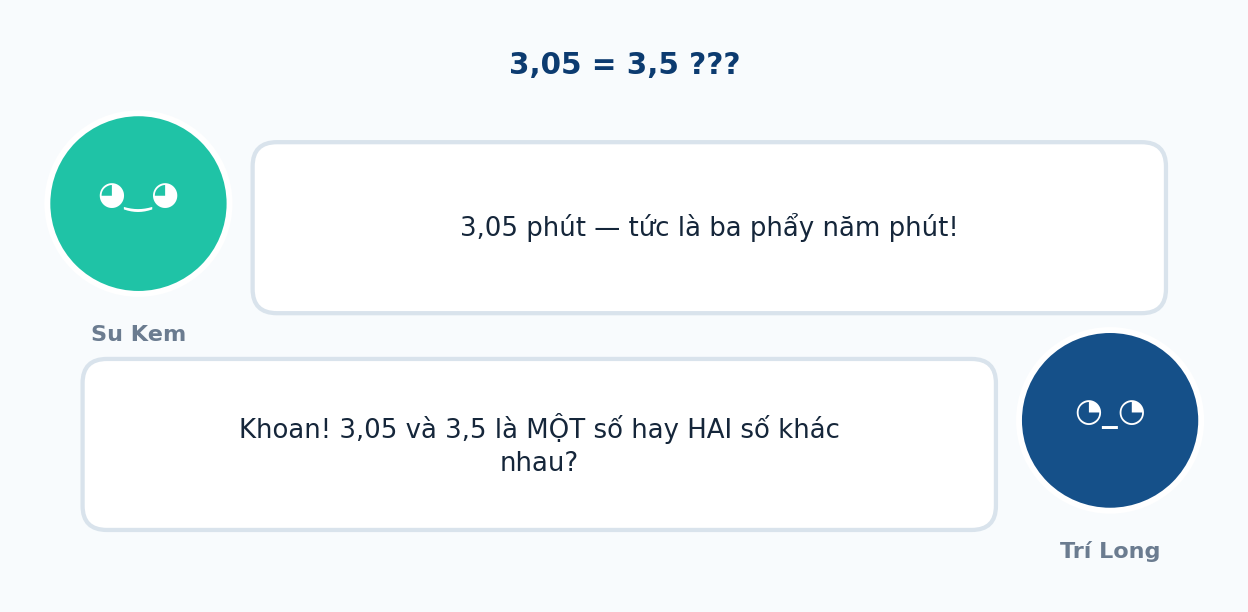 3,05 = 3,5 ???
3,05 phút — tức là ba phẩy năm phút!
Su Kem
Khoan! 3,05 và 3,5 là MỘT số hay HAI số khác
nhau?
Trí Long